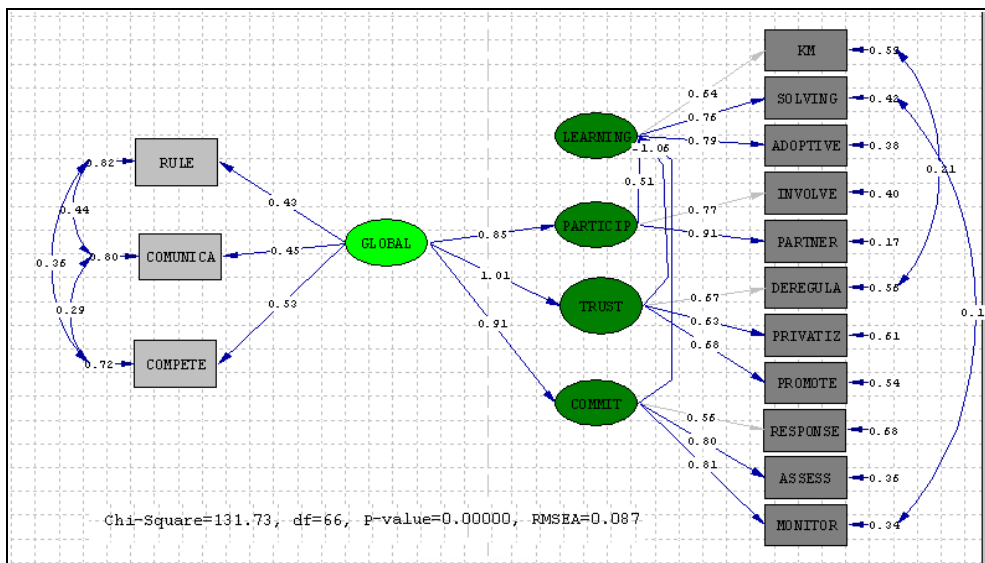 KM
0.59
SOLVING
0.42
0.64
0.76
LEARNING
-1.06
0.79
ADOPTIVE
0.38
RULE
0.82
0.21
0.51
INVOLVE
0.40
0.44
0.43
0.77
PARTICIP
0.85
0.91
PARTNER
0.17
GLOBAL
COMUNICA
0.80
0.45
0.36
1.01
DEREGULA
0.56
0.67
TRUST
0.29
0.53
0.63
0.1
0.91
0.68
PRIVATIZ
0.61
COMPETE
0.72
PROMOTE
0.54
COMMIT
0.56
RESPONSE
0.68
0.80
ASSESS
0.36
0.81
MONITOR
0.34
Chi-Square=131.73, df=66, P-value=0.00000, RMSEA=0.087